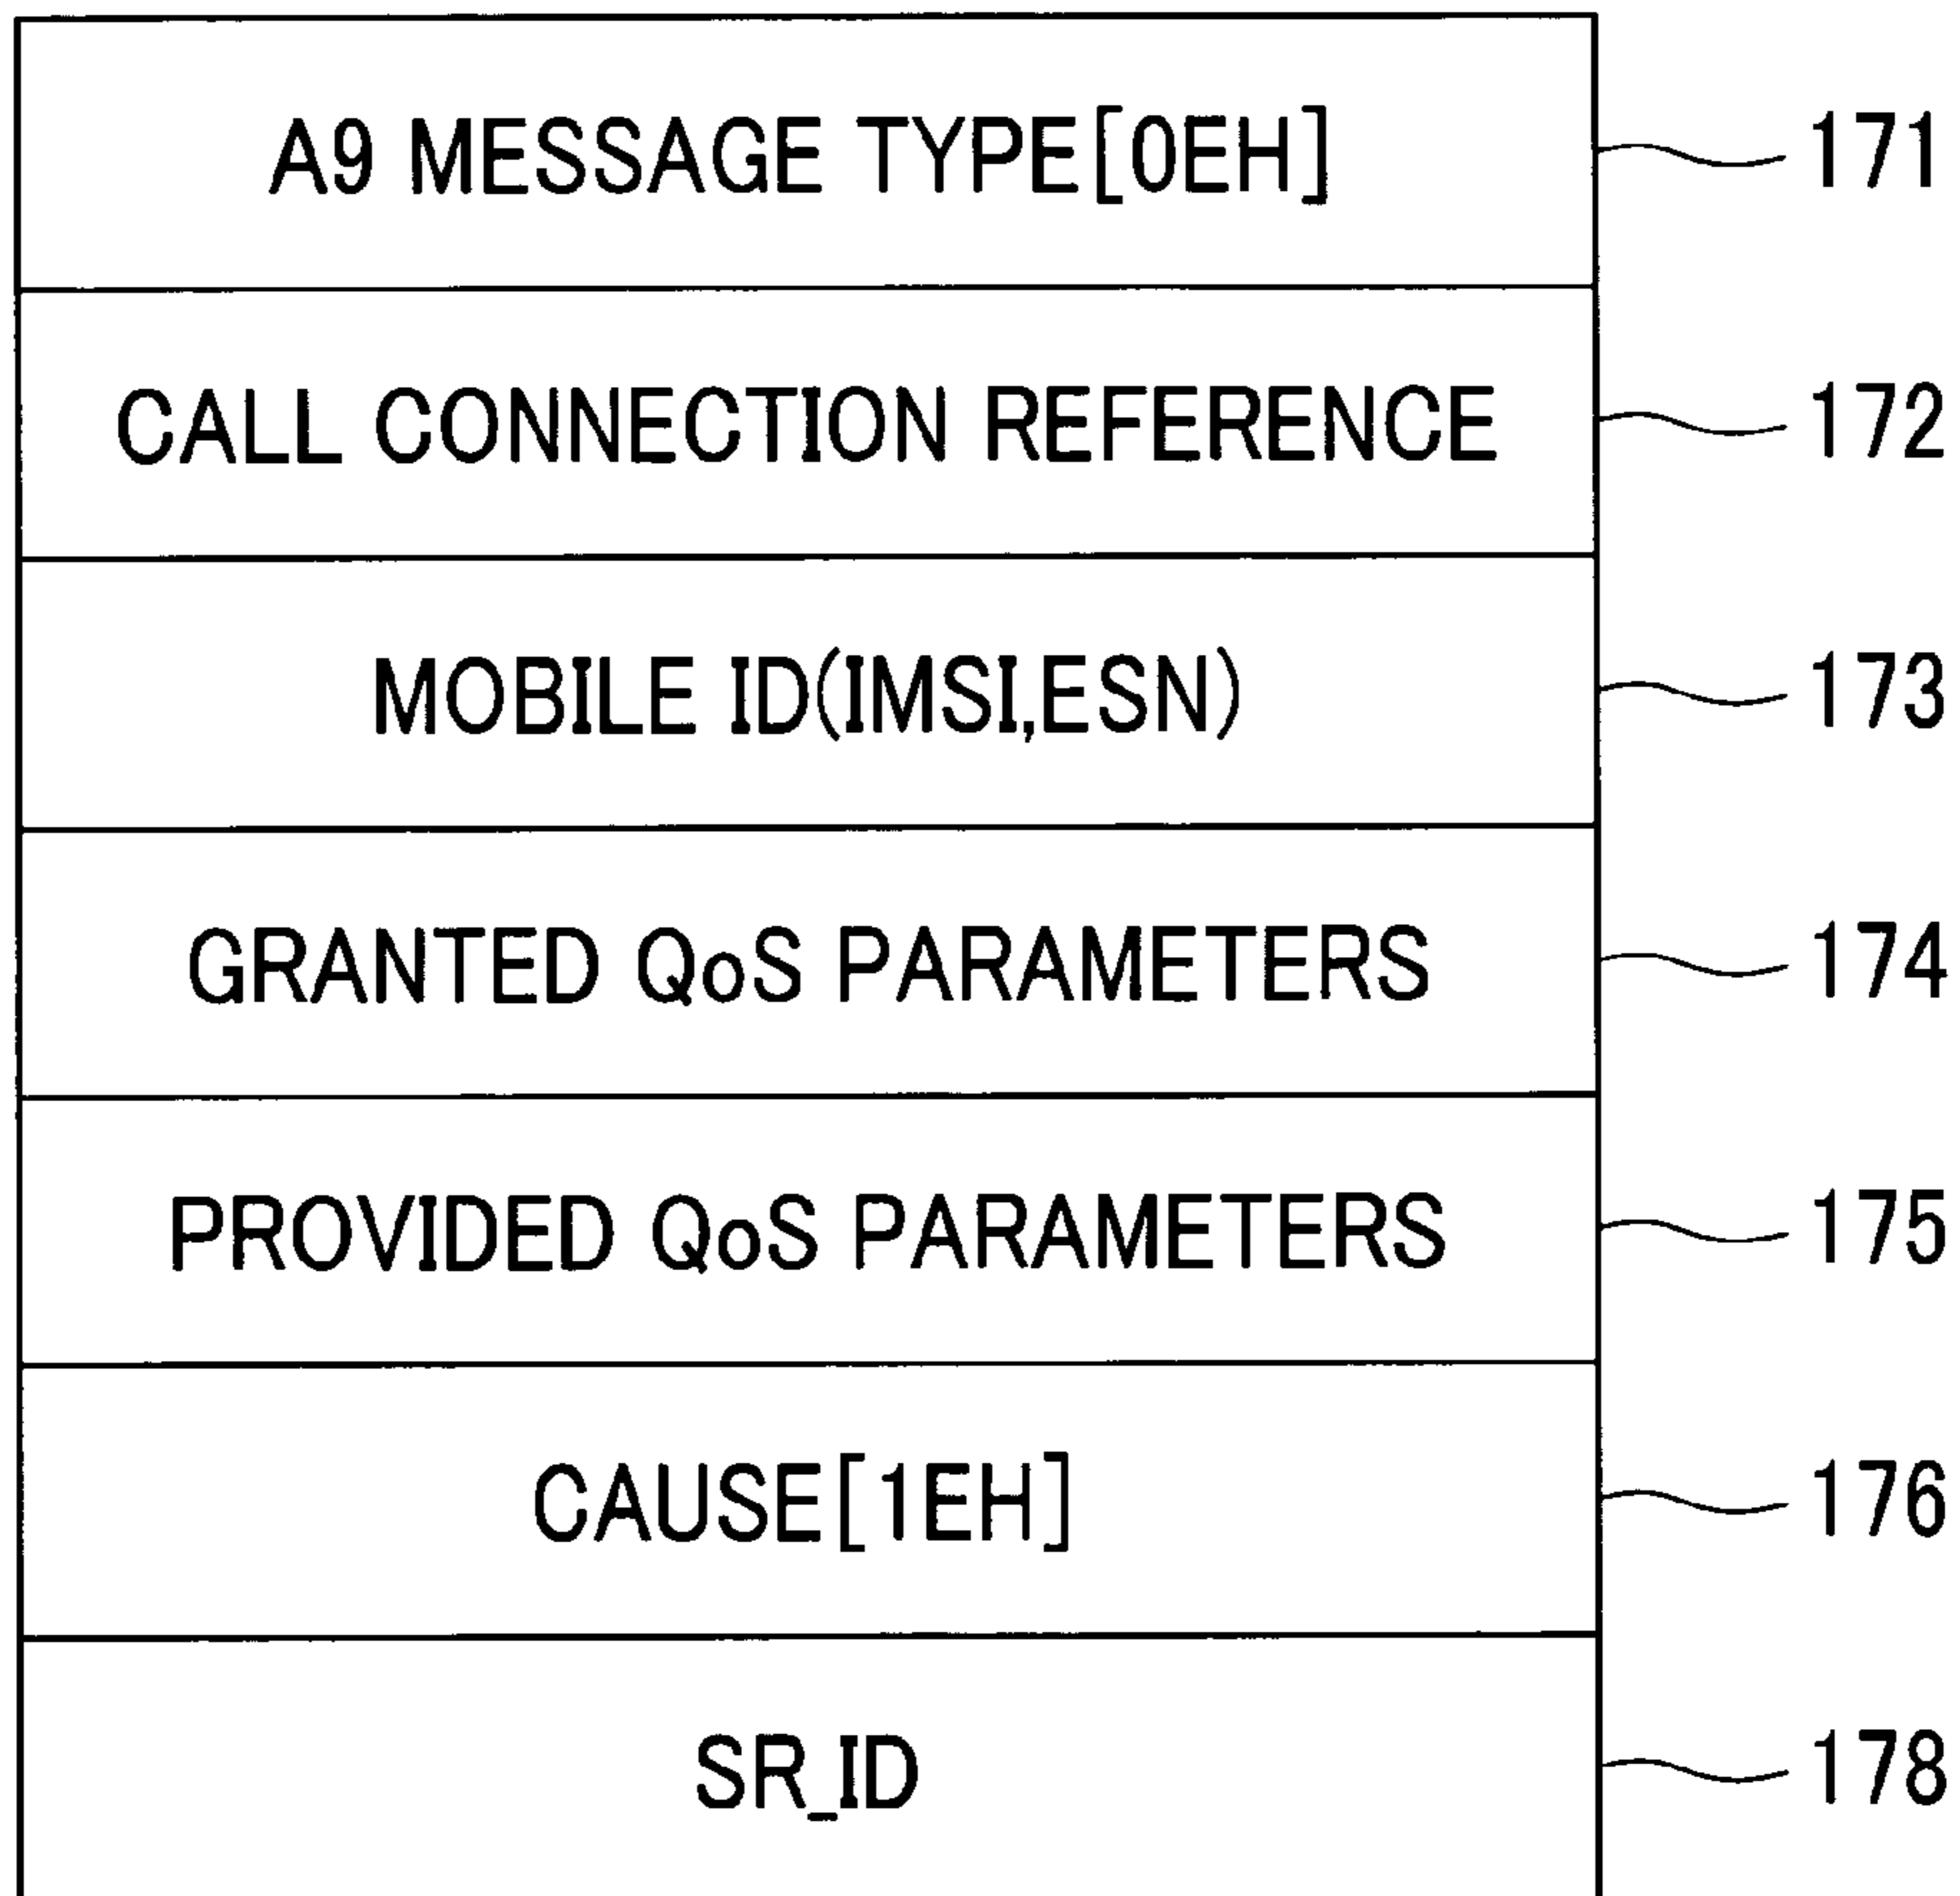 A9 MESSAGE TYPE[0EH] 171
CALL CONNECTION REFERENCE 172
MOBILE ID(IMSI,ESN) 173
GRANTED QoS PARAMETERS 174
PROVIDED QoS PARAMETERS 175
CAUSE[1EH] 176
SR_ID 178